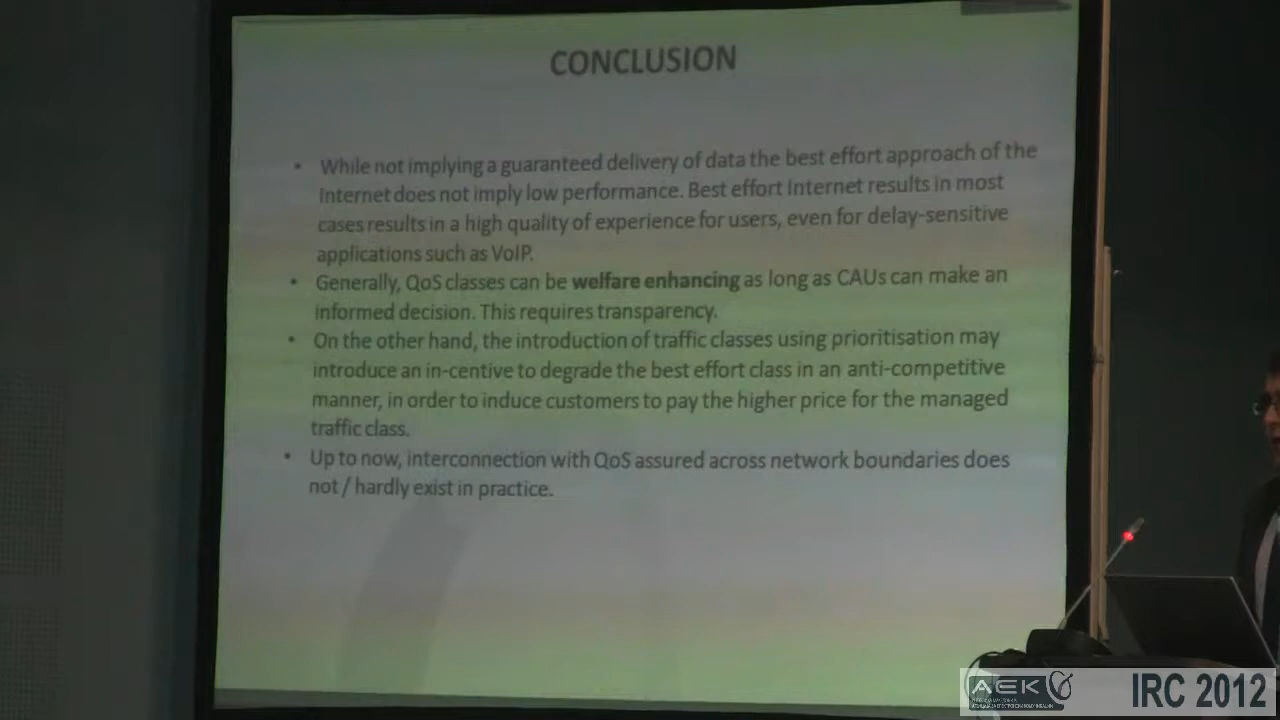 CONCLUSION
• While not implying a guaranteed delivery of data the best effort approach of the
Internet does not imply low performance. Best effort Internet results in most
cases results in a high quality of experience for users, even for delay-sensitive
applications such as VoIP.
• Generally, QoS classes can be welfare enhancing as long as CAUs can make an
informed decision. This requires transparency.
• On the other hand, the introduction of traffic classes using prioritisation may
introduce an in-centive to degrade the best effort class in an anti-competitive
manner, in order to induce customers to pay the higher price for the managed
traffic class.
• Up to now, interconnection with QoS assured across network boundaries does
not / hardly exist in practice.
AEK
IRC 2012